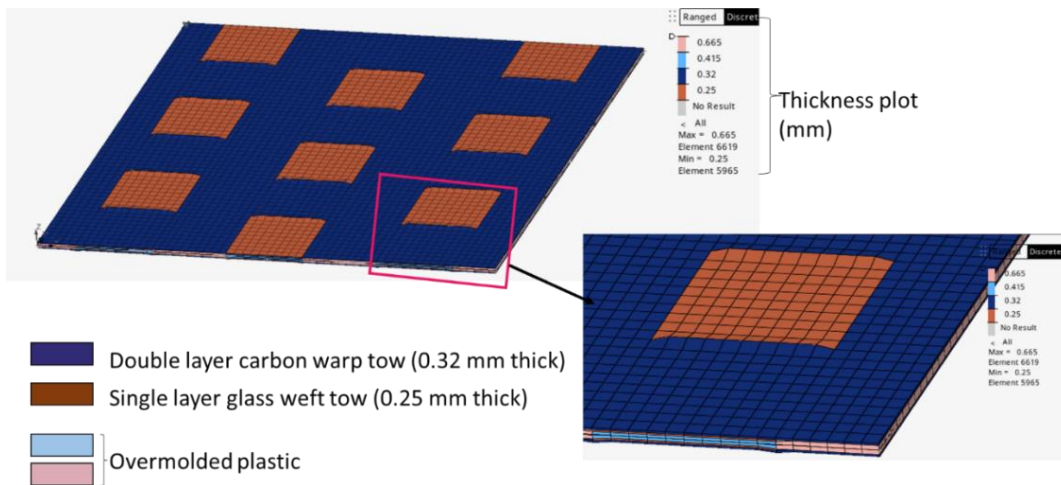 Ranged Discret
D
0.665
0.415
0.32
0.25
No Result
< All
Max = 0.665
Element 6619
Min = 0.25
Element 5965
Thickness plot
(mm)
Z
Discrete
0.665
0.415
0.32
0.25
No Result
< All
Max = 0.665
Element 6619
Min = 0.25
Element 5965
Double layer carbon warp tow (0.32 mm thick)
Single layer glass weft tow (0.25 mm thick)
Overmolded plastic